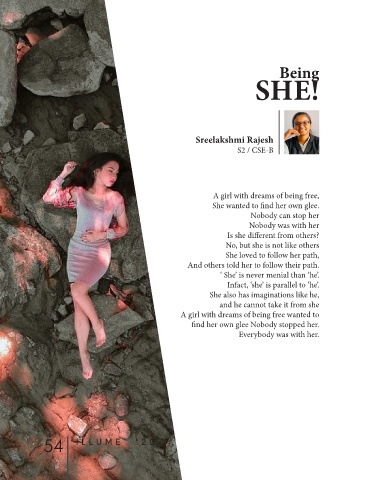 Being
SHE!
Sreelakshmi Rajesh
S2 / CSE-B
A girl with dreams of being free,
She wanted to find her own glee.
Nobody can stop her
Nobody was with her
Is she different from others?
No, but she is not like others
She loved to follow her path,
And others told her to follow their path.
' She' is never menial than 'he'.
Infact, 'she' is parallel to 'he'.
She also has imaginations like he,
and he cannot take it from she
A girl with dreams of being free wanted to
find her own glee Nobody stopped her.
Everybody was with her.
54
ILLUME